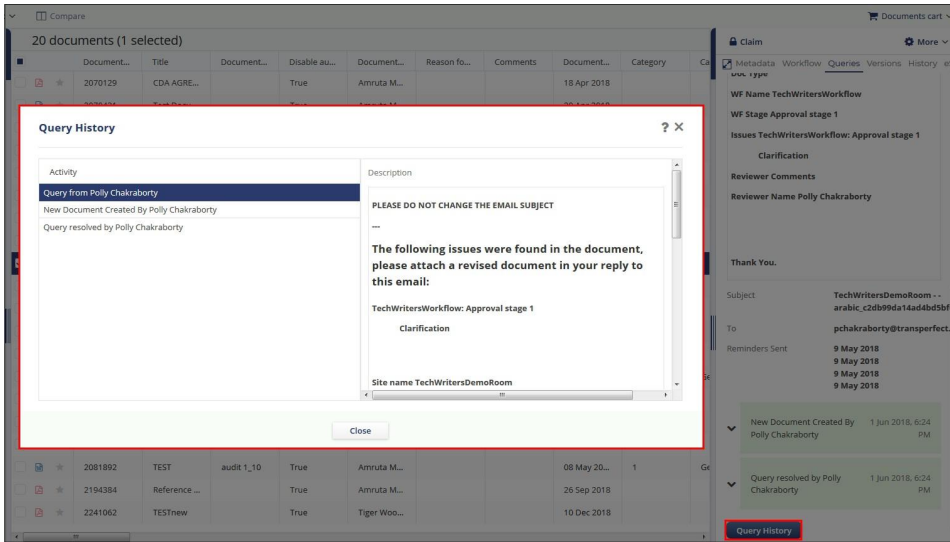 Compare
Documents cart
20 documents (1 selected)
Claim
More
Document... Title Document... Disable au... Document... Reason fo... Comments Document... Category Ca
Metadata Workflow Queries Versions History e
2070129 CDA AGRE... True Amruta M... 18 Apr 2018
Doc Type
WF Name TechWritersWorkflow
WF Stage Approval stage 1
Issues TechWritersWorkflow: Approval stage 1
Clarification
Reviewer Comments
Reviewer Name Polly Chakraborty
Thank You.
Query History
? ×
Activity
Query from Polly Chakraborty
New Document Created By Polly Chakraborty
Query resolved by Polly Chakraborty
Description
PLEASE DO NOT CHANGE THE EMAIL SUBJECT
---
The following issues were found in the document,
please attach a revised document in your reply to
this email:
TechWritersWorkflow: Approval stage 1
Clarification
Site name TechWritersDemoRoom
Close
Subject TechWritersDemoRoom - -
arabic_c2db99da14ad4bd5bf
To pchakraborty@transperfect.
Reminders Sent 9 May 2018
9 May 2018
9 May 2018
9 May 2018
New Document Created By 1 Jun 2018, 6:24
Polly Chakraborty PM
Query resolved by Polly 1 Jun 2018, 6:24
Chakraborty PM
Query History
2081892 TEST audit 1_10 True Amruta M... 08 May 20... 1 Ge
2194384 Reference ... True Amruta M... 26 Sep 2018
2241062 TESTnew True Tiger Woo... 10 Dec 2018